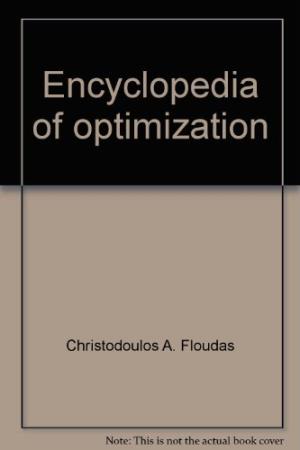 Encyclopedia
of optimization
Christodoulos A. Floudas
Note: This is not the actual book cover